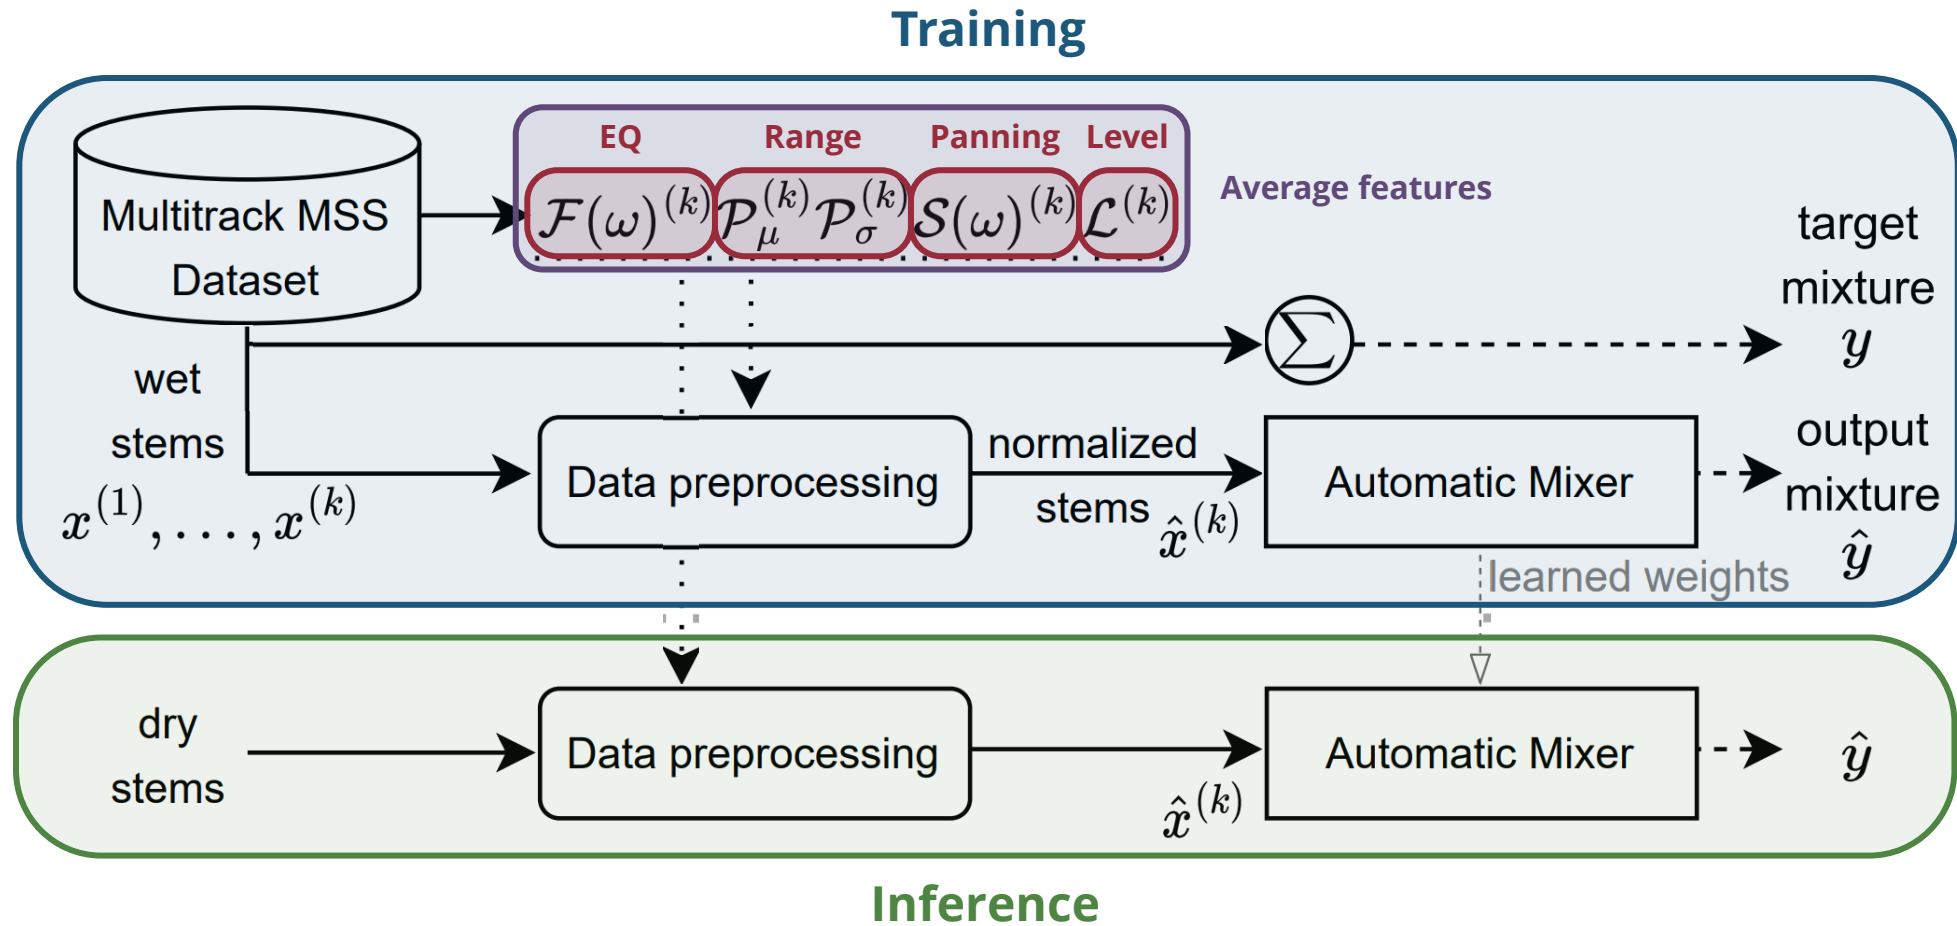 Training
EQ Range Panning Level
Multitrack MSS
Dataset
𝓕(ω)^(k) 𝓟_μ^(k) 𝓟_σ^(k) 𝓢(ω)^(k) 𝓛^(k)
Average features
target
mixture
y
Σ
wet
stems
x^(1), ..., x^(k)
Data preprocessing
normalized
stems x̂^(k)
Automatic Mixer
output
mixture
ŷ
learned weights
dry
stems
Data preprocessing
x̂^(k)
Automatic Mixer
ŷ
Inference